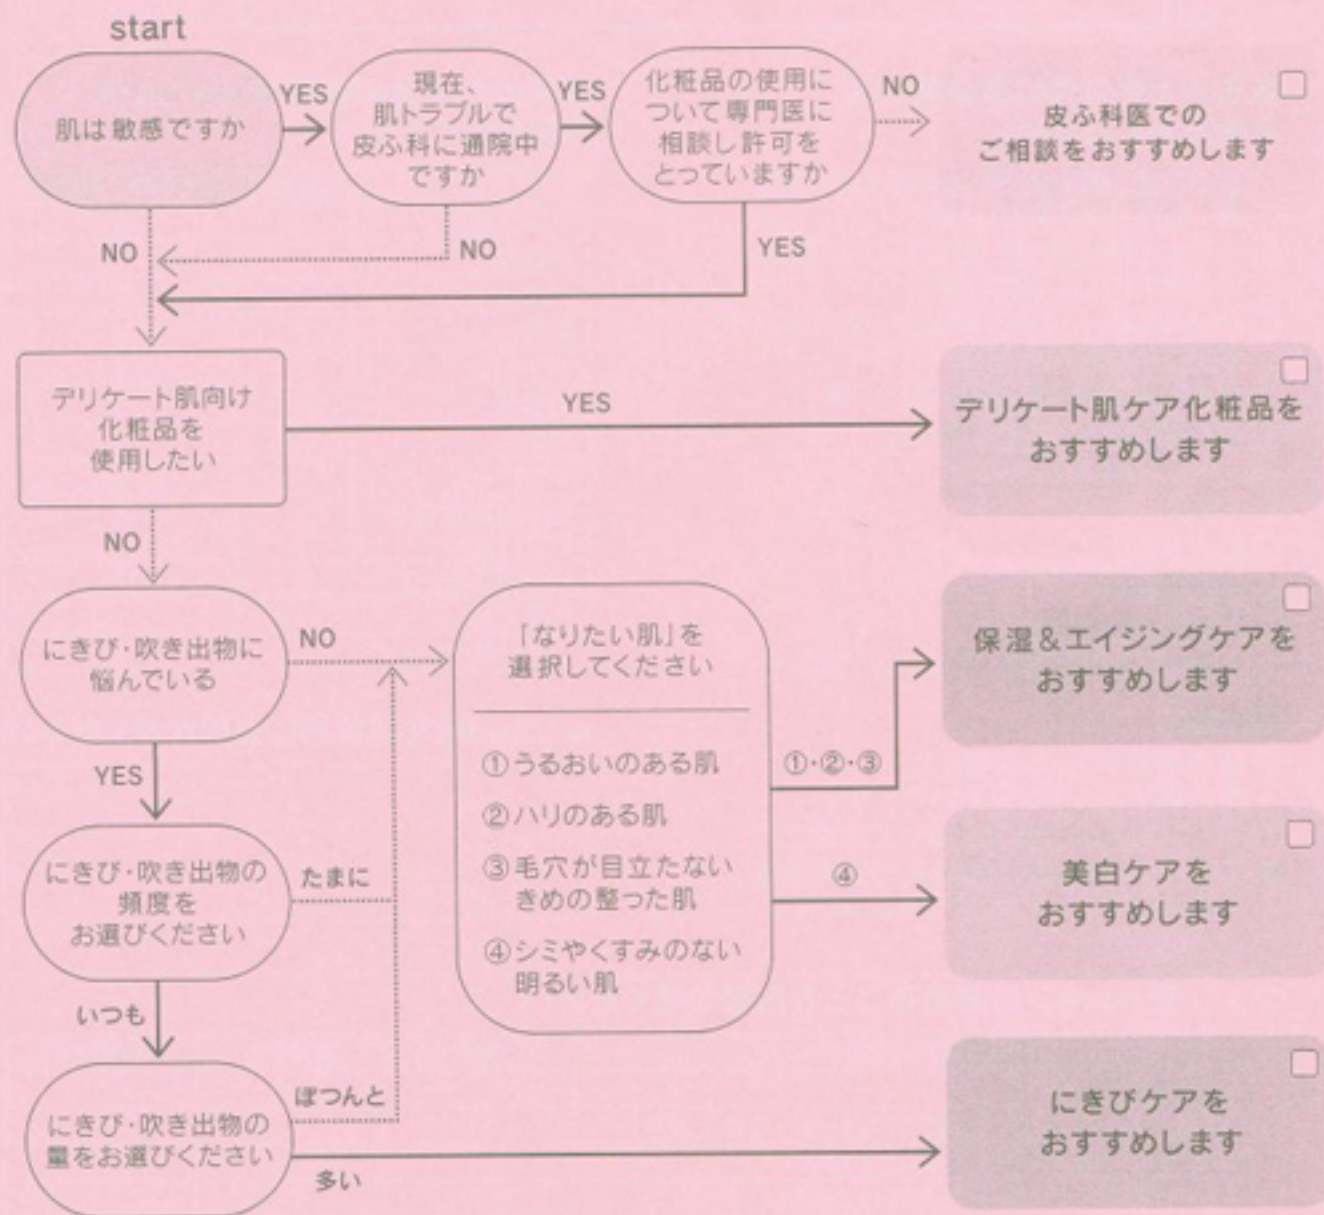 start
肌は敏感ですか
YES
現在、
肌トラブルで
皮ふ科に通院中
ですか
YES
化粧品の使用に
ついて専門医に
相談し許可を
とっていますか
NO
皮ふ科医での
ご相談をおすすめします
NO
NO
YES
デリケート肌向け
化粧品を
使用したい
YES
デリケート肌ケア化粧品を
おすすめします
NO
にきび・吹き出物に
悩んでいる
NO
「なりたい肌」を
選択してください
①うるおいのある肌
②ハリのある肌
③毛穴が目立たない
きめの整った肌
④シミやくすみのない
明るい肌
①・②・③
保湿&エイジングケアを
おすすめします
④
美白ケアを
おすすめします
YES
にきび・吹き出物の
頻度を
お選びください
たまに
いつも
にきび・吹き出物の
量をお選びください
ぽつんと
多い
にきびケアを
おすすめします